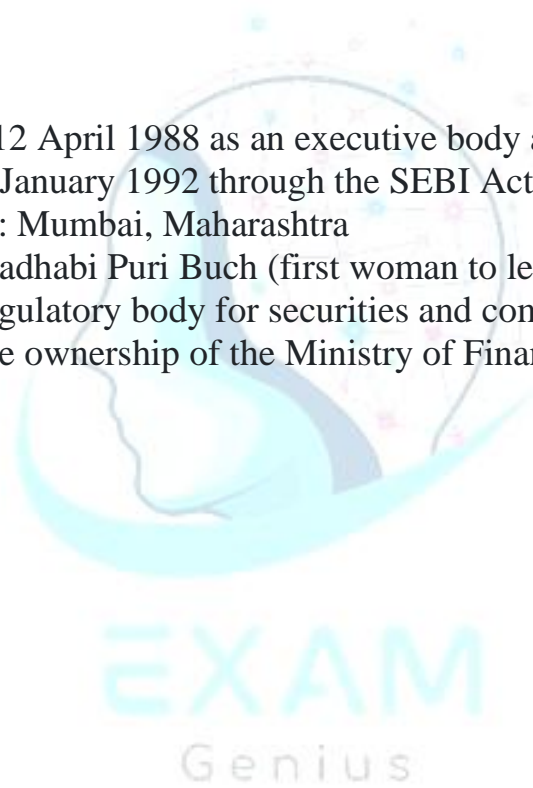 12 April 1988 as an executive body
January 1992 through the SEBI Act
: Mumbai, Maharashtra
adhabi Puri Buch (first woman to le
gulatory body for securities and con
e ownership of the Ministry of Finan
EXAM
Genius